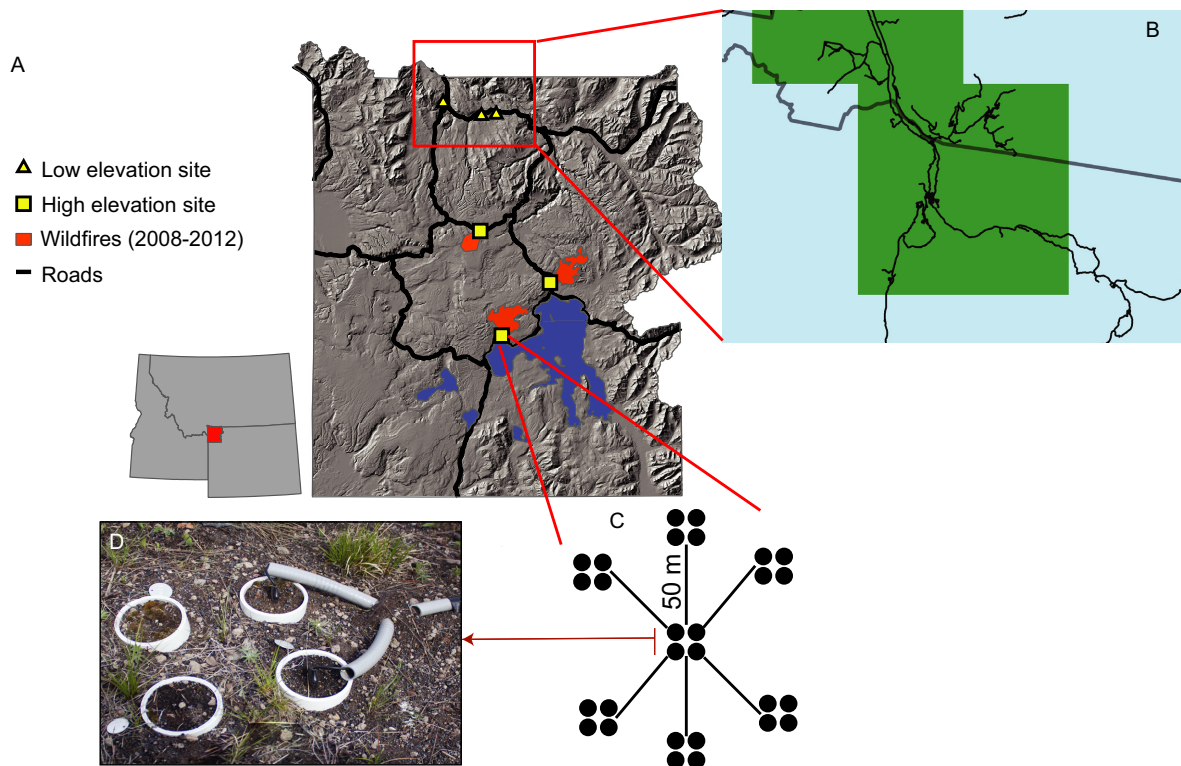 A
B
Low elevation site
High elevation site
Wildfires (2008-2012)
Roads
C
D
50 m